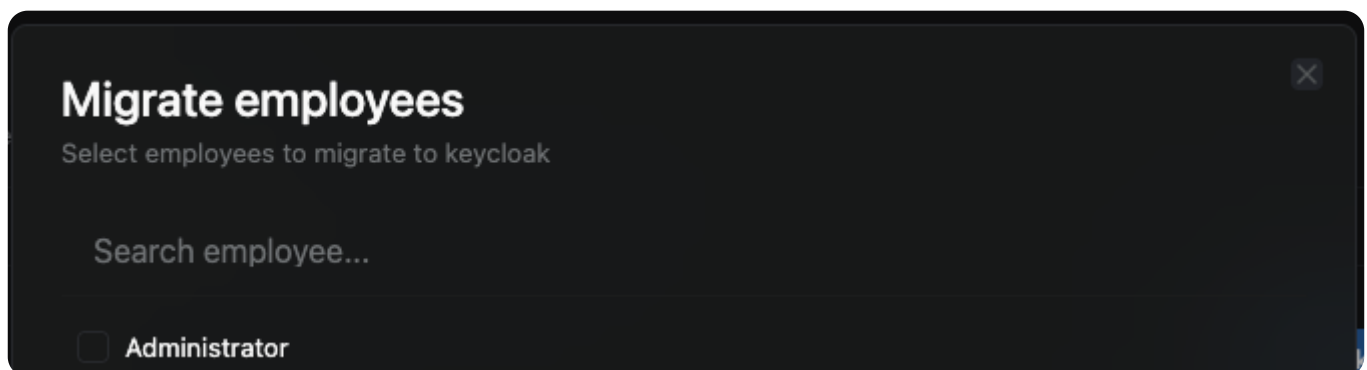 Migrate employees
Select employees to migrate to keycloak
Search employee...
Administrator